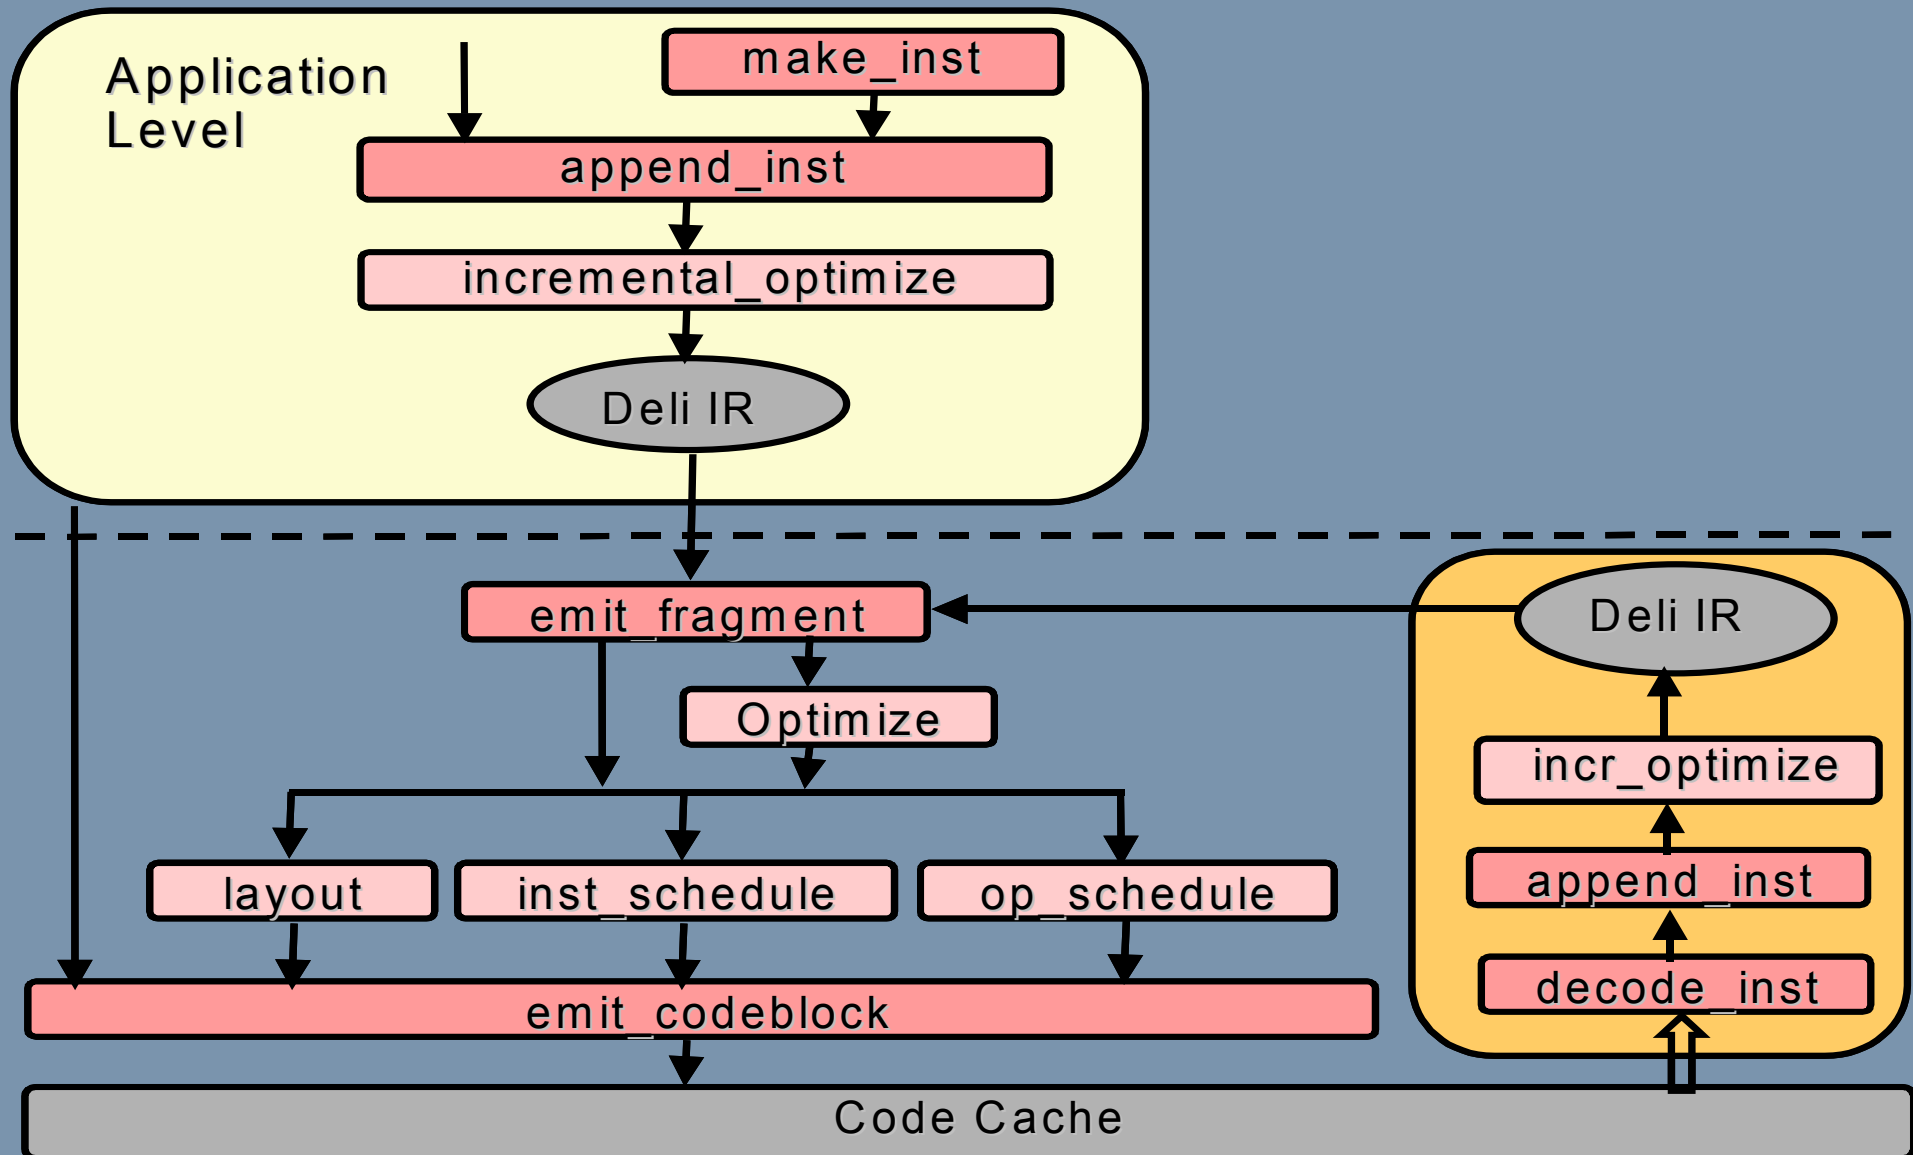 Application
Level
make_inst
append_inst
incremental_optimize
Deli IR
emit_fragment
Deli IR
Optimize
incr_optimize
layout
inst_schedule
op_schedule
append_inst
decode_inst
emit_codeblock
Code Cache